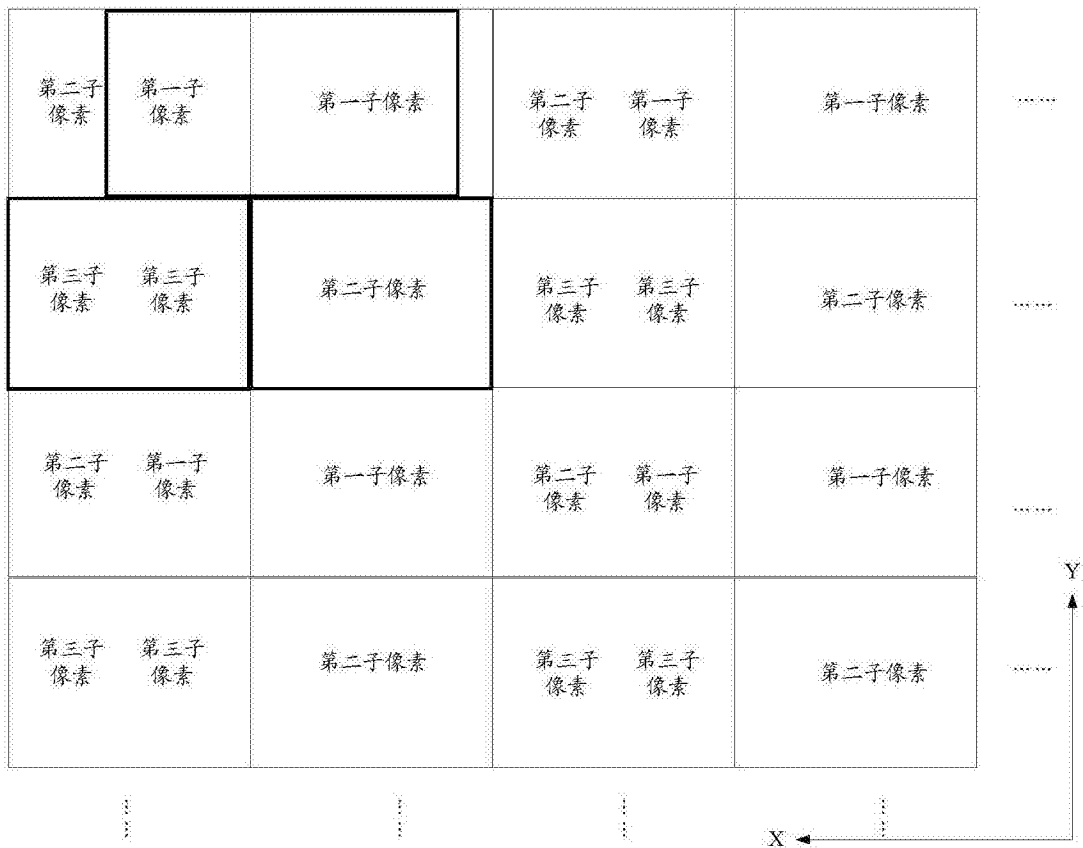 第二子 第一子 第一子像素 第二子 第一子 第一子像素 ……
像素 像素 像素 像素
第三子 第三子 第二子像素 第三子 第三子 第二子像素 ……
像素 像素 像素 像素
第二子 第一子 第一子像素 第二子 第一子 第一子像素 ……
像素 像素 像素 像素
Y
第三子 第三子 第二子像素 第三子 第三子 第二子像素 ……
像素 像素 像素 像素
X